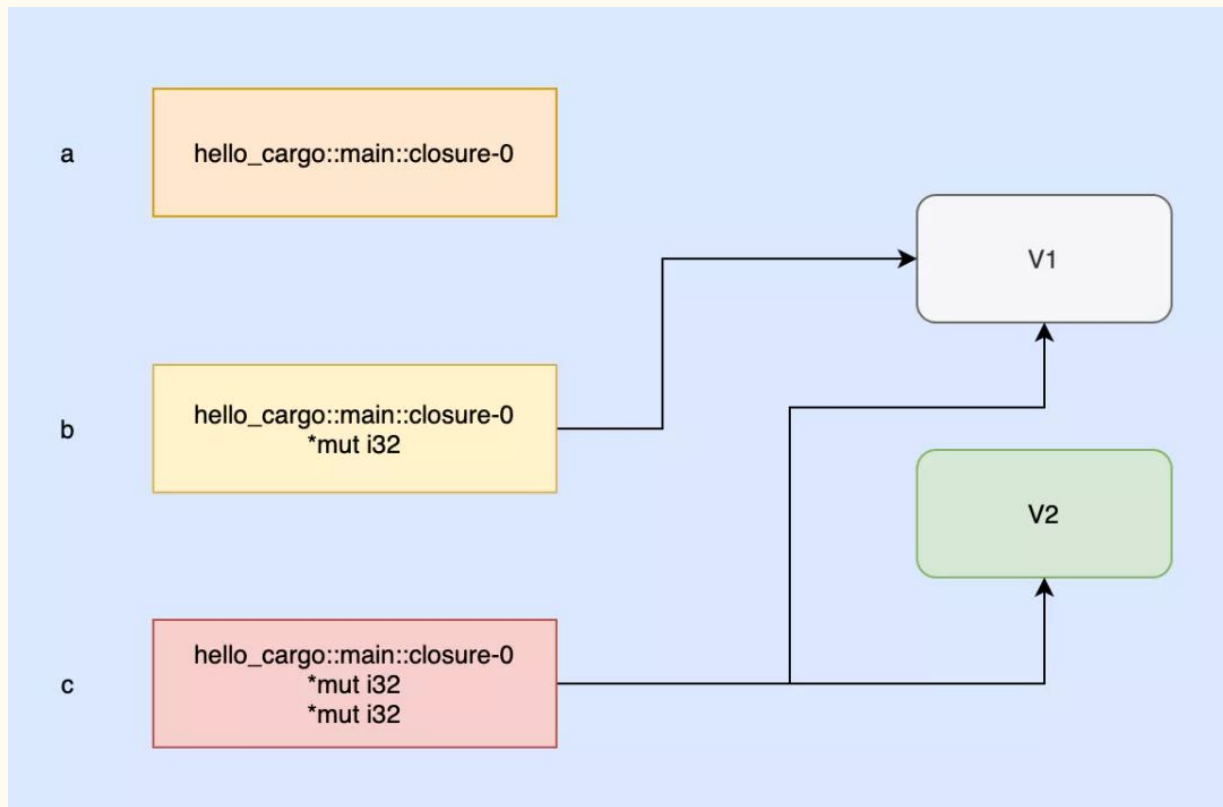 a
hello_cargo::main::closure-0
V1
b
hello_cargo::main::closure-0
*mut i32
V2
c
hello_cargo::main::closure-0
*mut i32
*mut i32